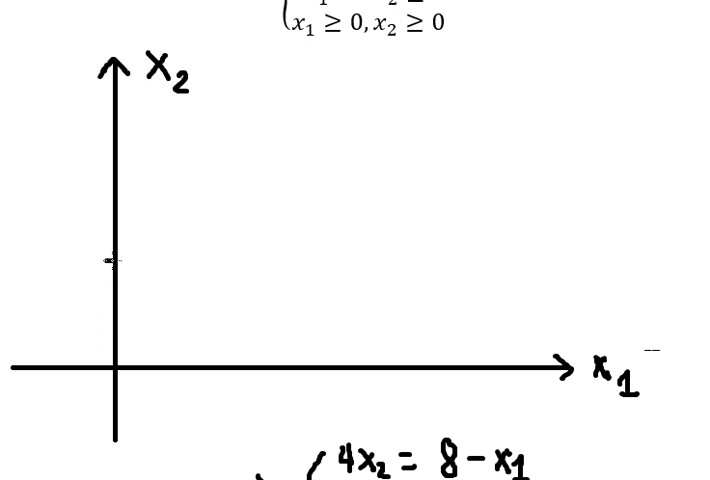 x₁ ≥ 0, x₂ ≥ 0
x₂
x₁
4x₂ = 8 - x₁